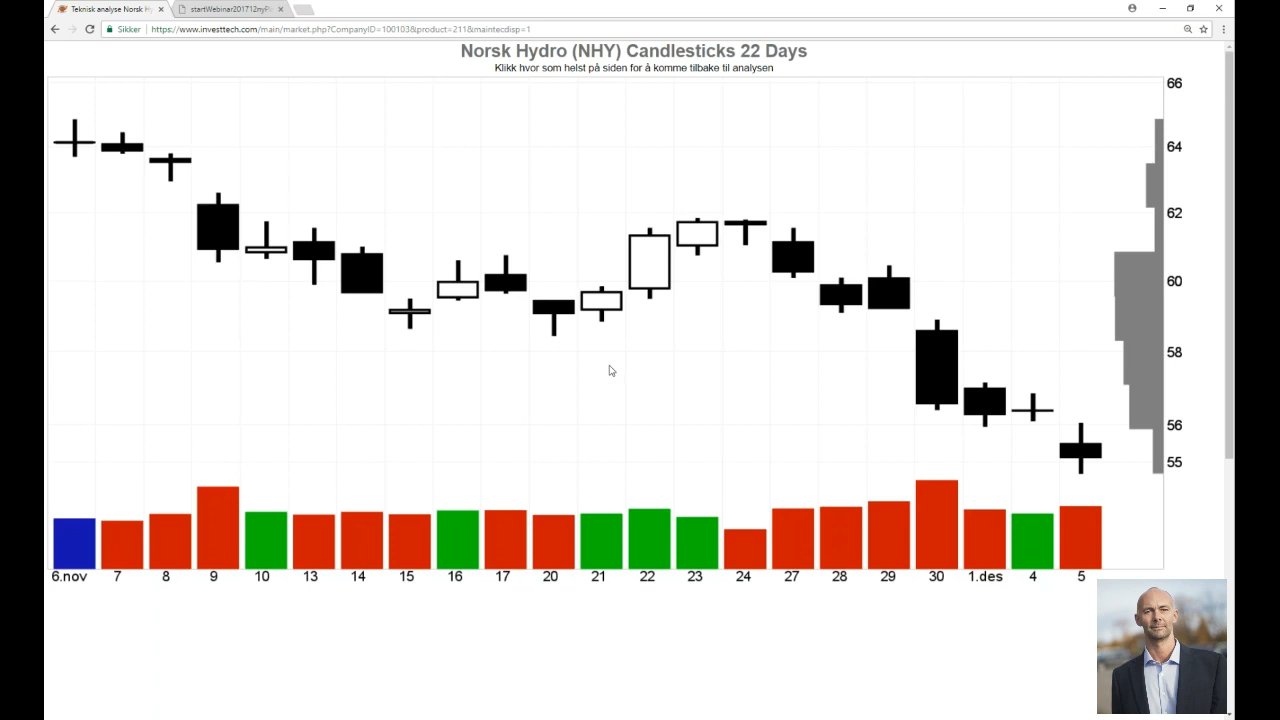 Teknisk analyse Norsk H
startWebinar201712nyP
Sikker
https://www.investtech.com/main/market.php?CompanyID=100103&product=211&maintecdisp=1
Norsk Hydro (NHY) Candlesticks 22 Days
Klikk hvor som helst på siden for å komme tilbake til analysen
66
64
62
60
58
56
55
6.nov 7 8 9 10 13 14 15 16 17 20 21 22 23 24 27 28 29 30 1.des 4 5